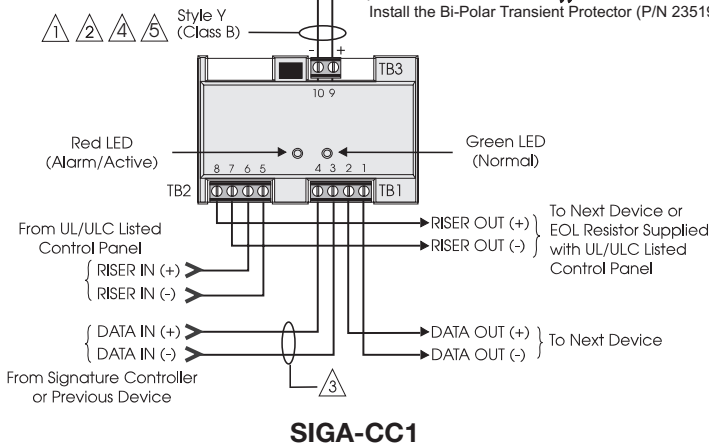 Install the Bi-Polar Transient Protector (P/N 23519
Style Y
(Class B)
1 2 4 5
- +
TB3
10 9
Red LED
(Alarm/Active)
Green LED
(Normal)
8 7 6 5 4 3 2 1
TB2
TB1
From UL/ULC Listed
Control Panel
RISER IN (+)
RISER IN (-)
RISER OUT (+)
RISER OUT (-)
To Next Device or
EOL Resistor Supplied
with UL/ULC Listed
Control Panel
DATA IN (+)
DATA IN (-)
DATA OUT (+)
DATA OUT (-)
To Next Device
From Signature Controller
or Previous Device
3
SIGA-CC1